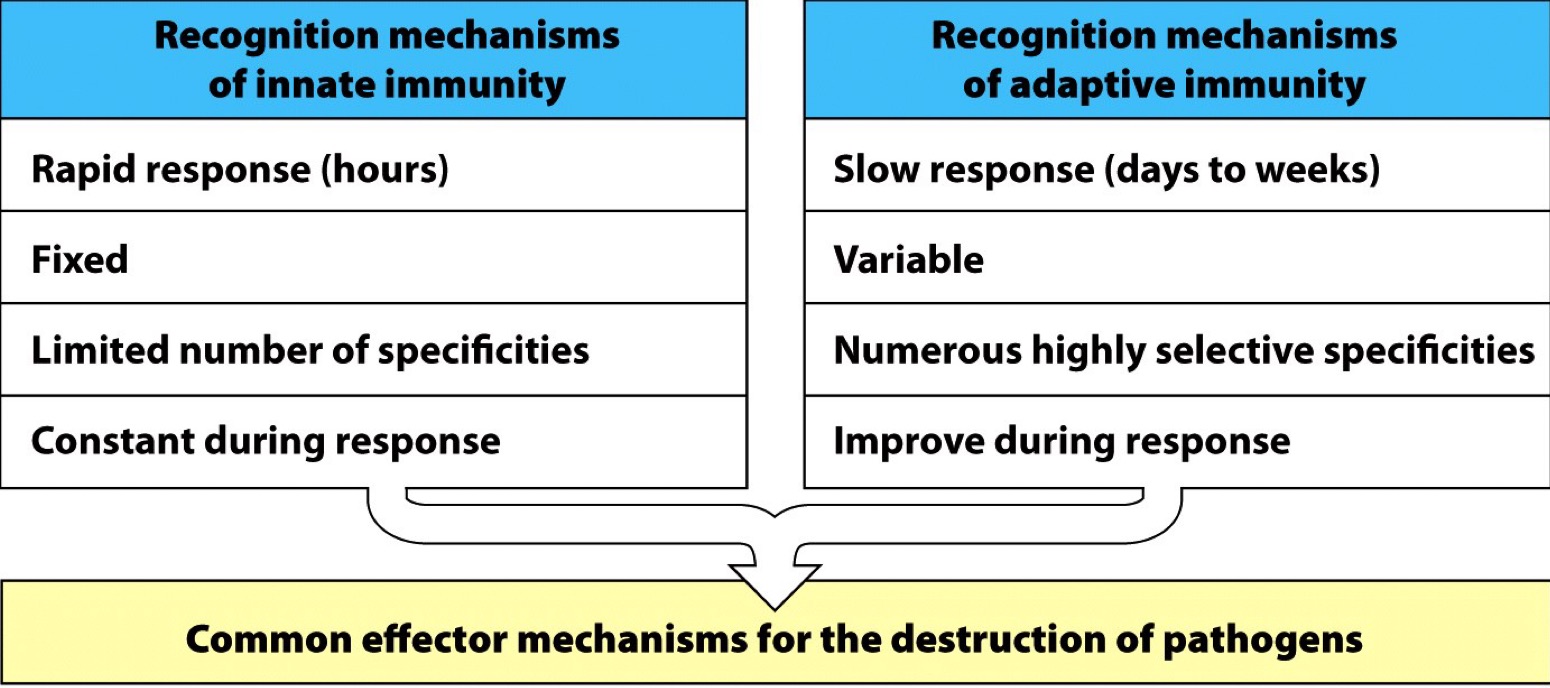 Recognition mechanisms
of innate immunity
Rapid response (hours)
Fixed
Limited number of specificities
Constant during response
Recognition mechanisms
of adaptive immunity
Slow response (days to weeks)
Variable
Numerous highly selective specificities
Improve during response
Common effector mechanisms for the destruction of pathogens